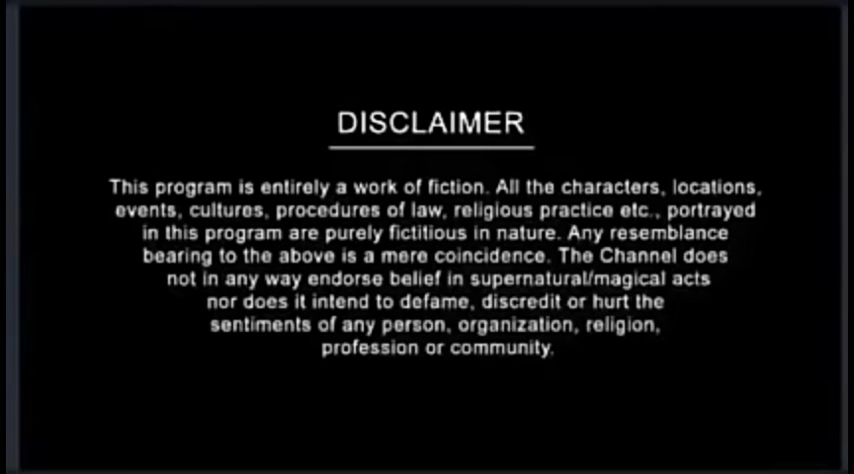 DISCLAIMER
This program is entirely a work of fiction. All the characters, locations,
events, cultures, procedures of law, religious practice etc., portrayed
in this program are purely fictitious in nature. Any resemblance
bearing to the above is a mere coincidence. The Channel does
not in any way endorse belief in supernatural/magical acts
nor does it intend to defame, discredit or hurt the
sentiments of any person, organization, religion,
profession or community.